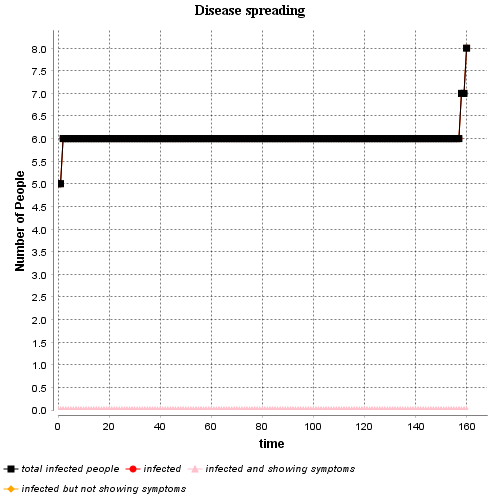 Disease spreading
Number of People
8.0
7.5
7.0
6.5
6.0
5.5
5.0
4.5
4.0
3.5
3.0
2.5
2.0
1.5
1.0
0.5
0.0
0 20 40 60 80 100 120 140 160
time
total infected people infected infected and showing symptoms
infected but not showing symptoms